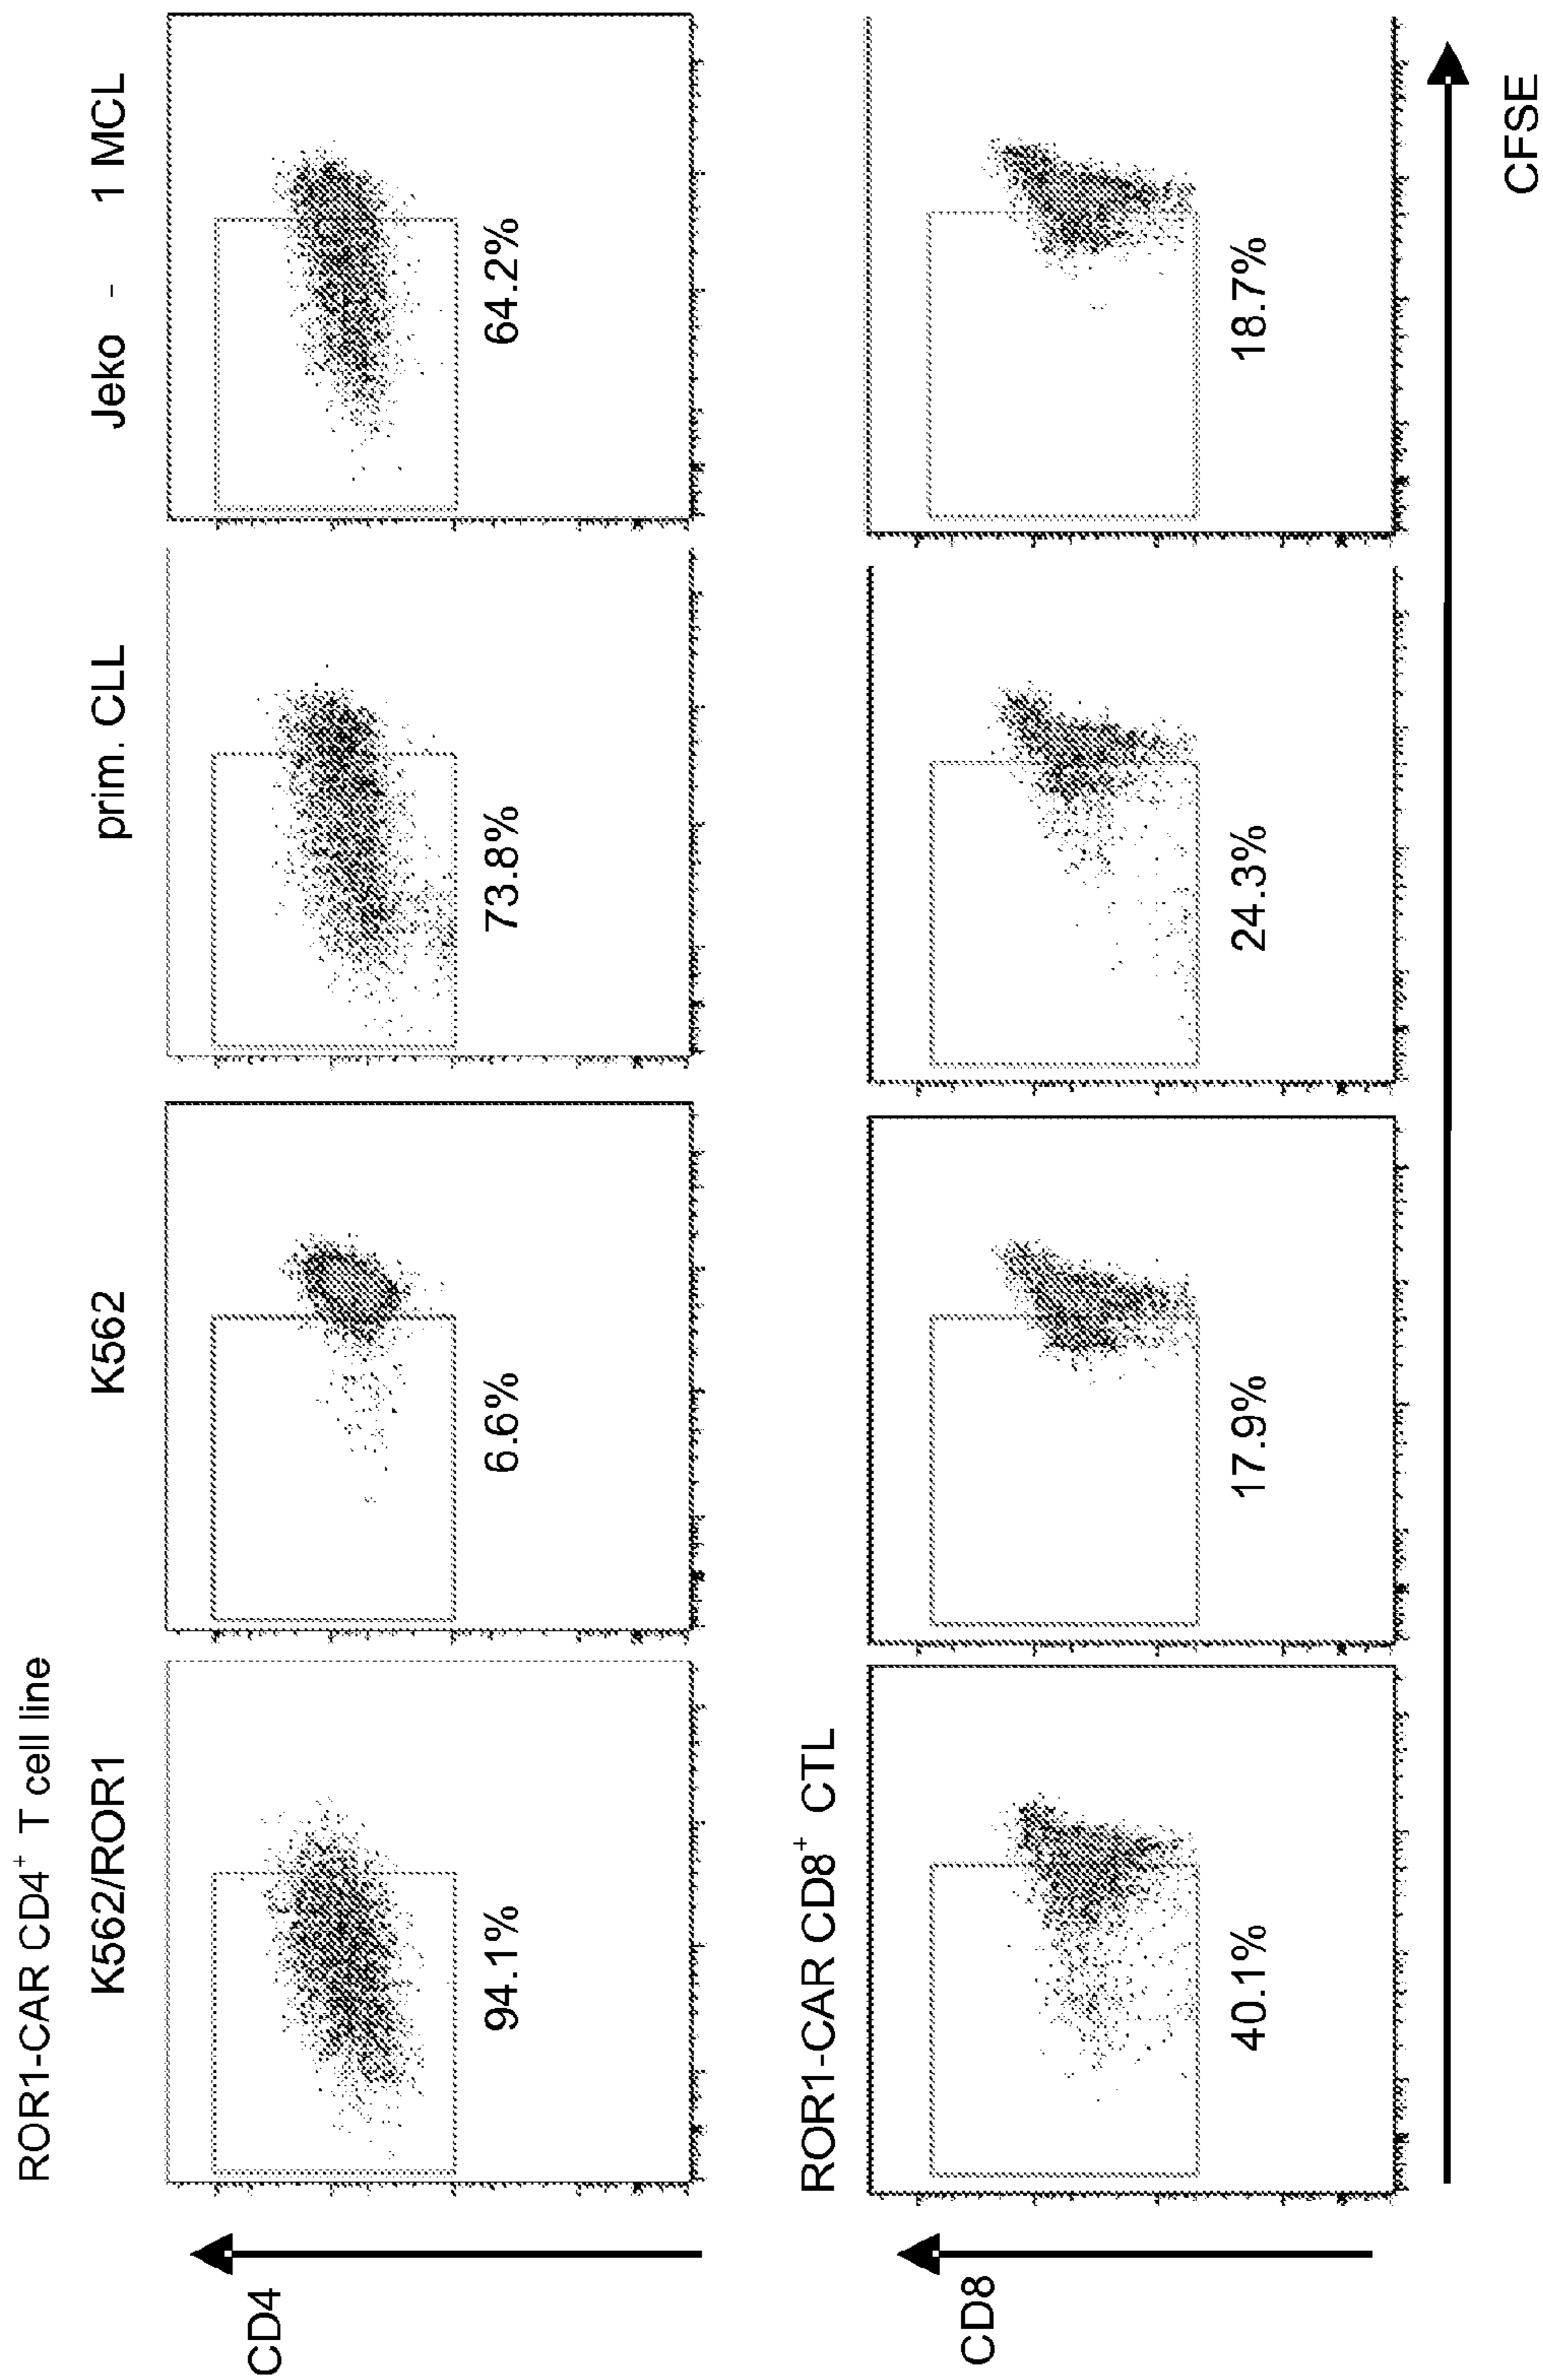 ROR1-CAR CD4⁺ T cell line
K562/ROR1 K562 prim. CLL Jeko - 1 MCL
CD4
94.1% 6.6% 73.8% 64.2%
ROR1-CAR CD8⁺ CTL
CD8
40.1% 17.9% 24.3% 18.7%
CFSE